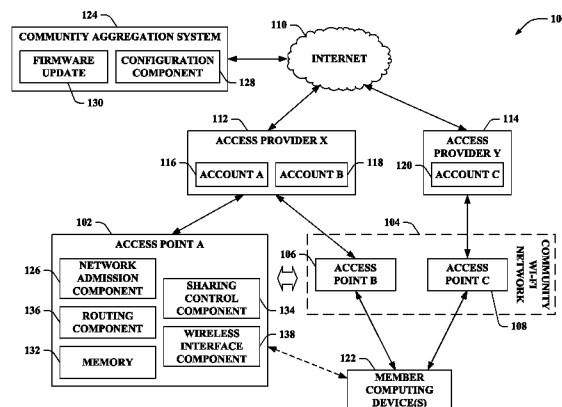 124
COMMUNITY AGGREGATION SYSTEM
FIRMWARE
UPDATE
CONFIGURATION
COMPONENT
130
128
110
INTERNET
10
112
ACCESS PROVIDER X
116
ACCOUNT A
ACCOUNT B
118
114
ACCESS
PROVIDER Y
120
ACCOUNT C
102
ACCESS POINT A
126
NETWORK
ADMISSION
COMPONENT
136
ROUTING
COMPONENT
132
MEMORY
SHARING
CONTROL
COMPONENT
134
WIRELESS
INTERFACE
COMPONENT
138
104
106
ACCESS
POINT B
ACCESS
POINT C
108
COMMUNITY
WI-FI
NETWORK
122
MEMBER
COMPUTING
DEVICE(S)